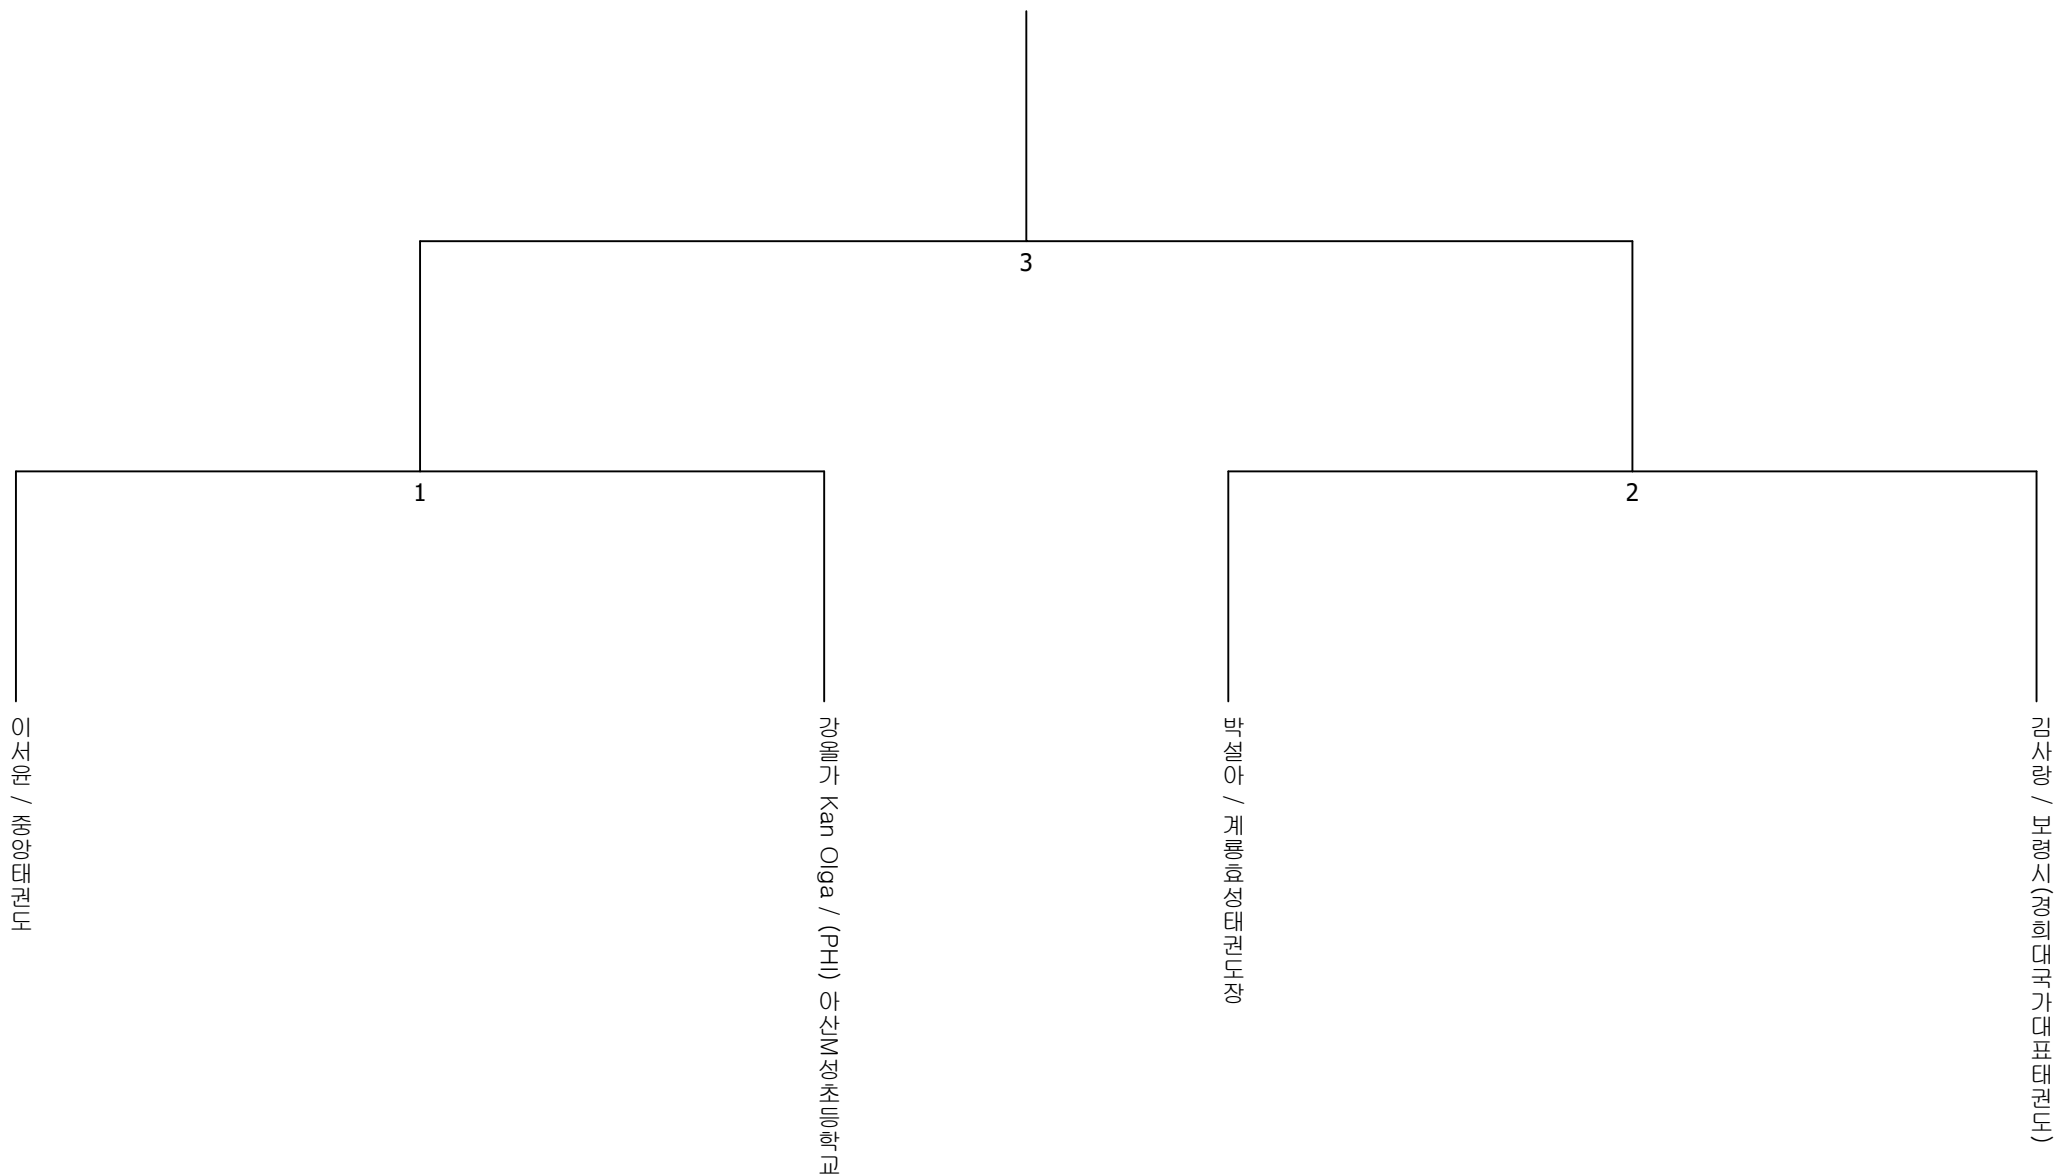 3
1
2
이서윤 / 중앙태권도
강올가 Kan Olga / (PHI) 아산M성초등학교
박설아 / 계룡효성태권도장
김사랑 / 보령시(경희대국가대표태권도)